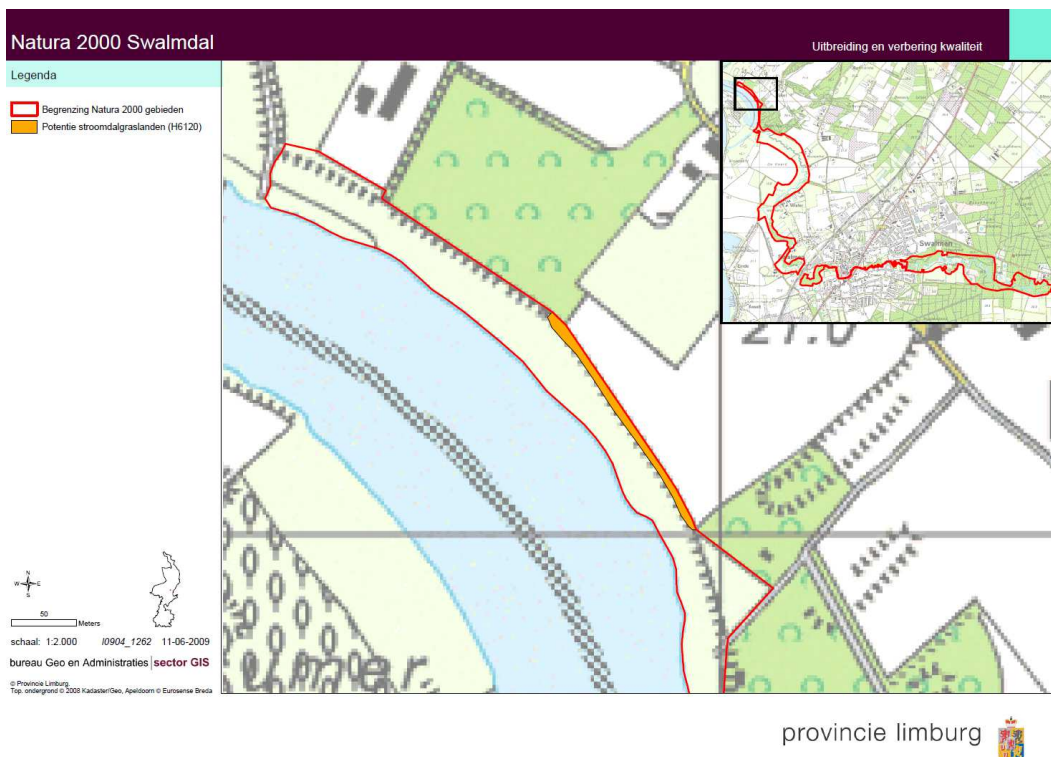 Natura 2000 Swalmdal
Uitbreiding en verbering kwaliteit
Legenda
Begrenzing Natura 2000 gebieden
Potentie stroomdalgraslanden (H6120)
Swalmen
21.0
N
W E
S
50
Meters
schaal: 1:2.000 l0904_1262 11-06-2009
bureau Geo en Administraties sector GIS
© Provincie Limburg.
Top. ondergrond © 2008 Kadaster/Geo, Apeldoorn © Eurosense Breda
provincie limburg